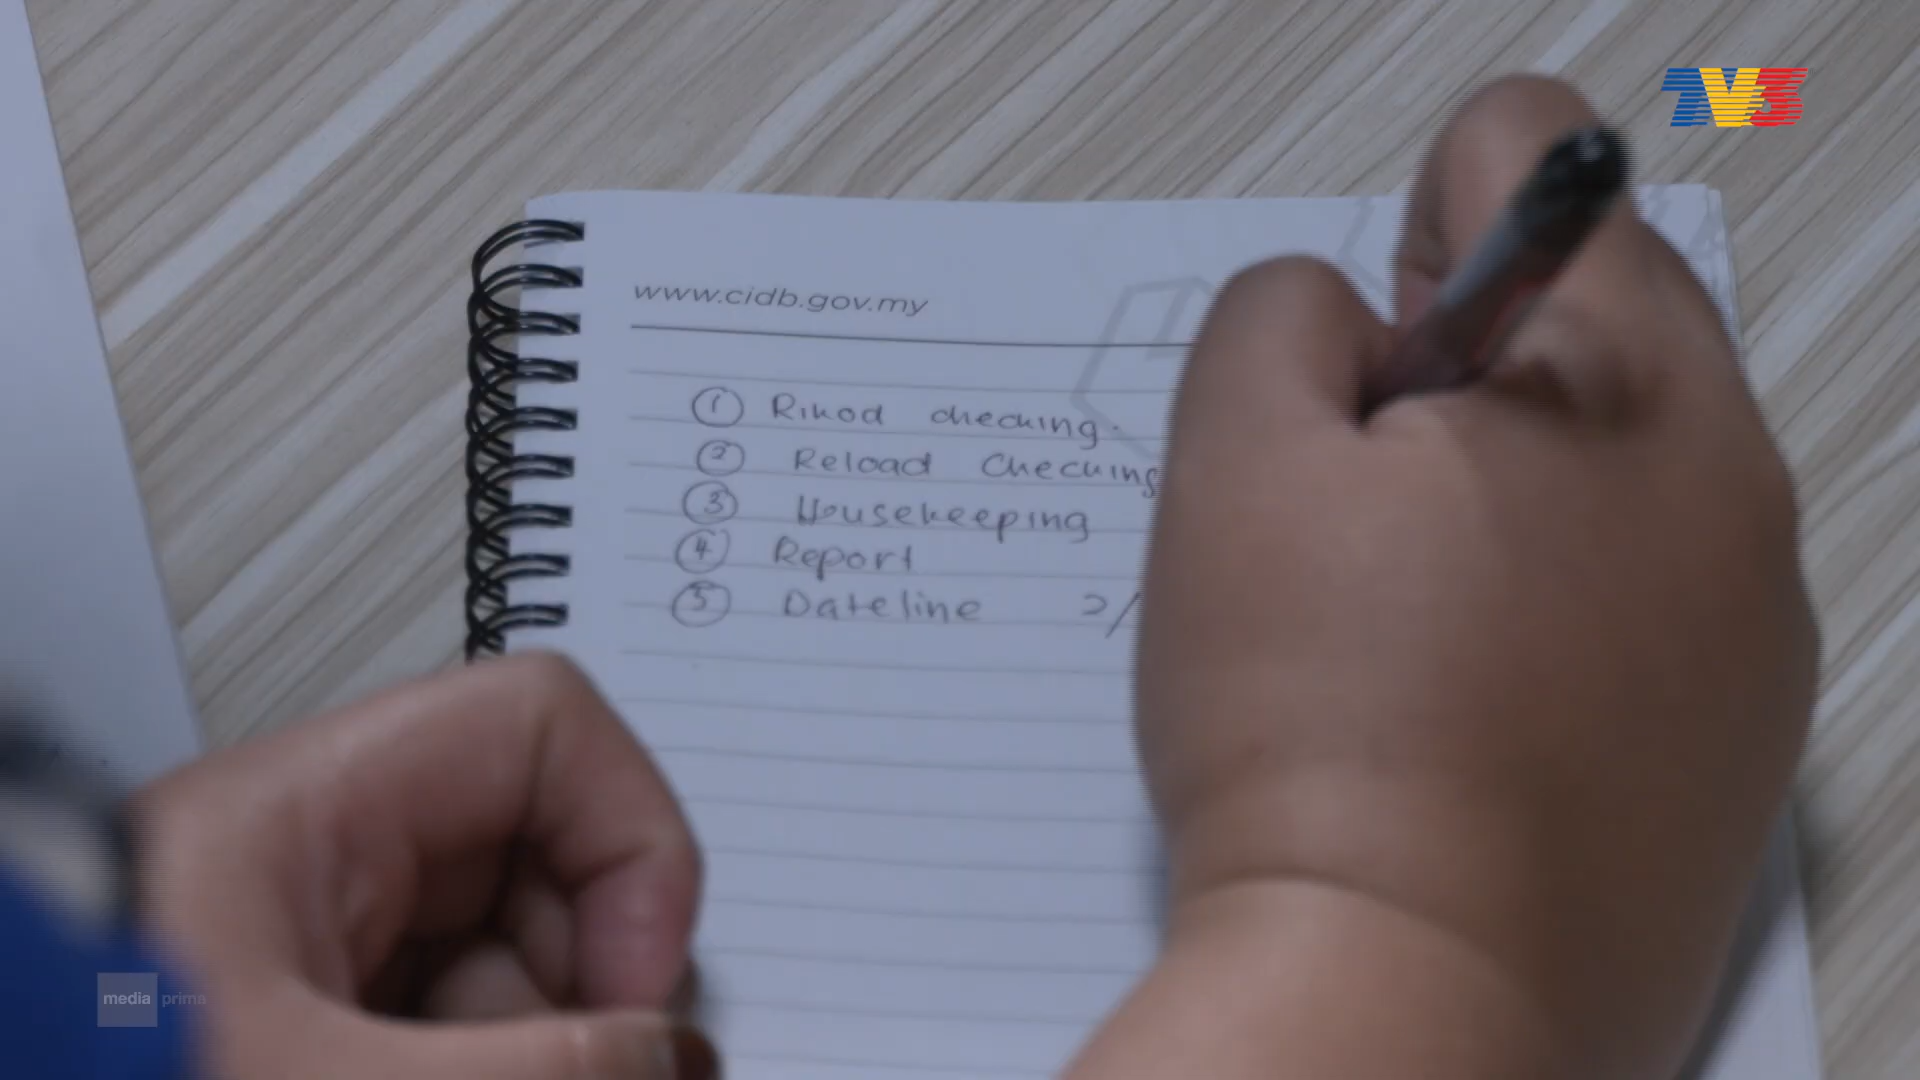 TV3
www.cidb.gov.my
① Rikod checking.
② Reload Checking
③ Housekeeping
④ Report
⑤ Dateline 2/
media prima